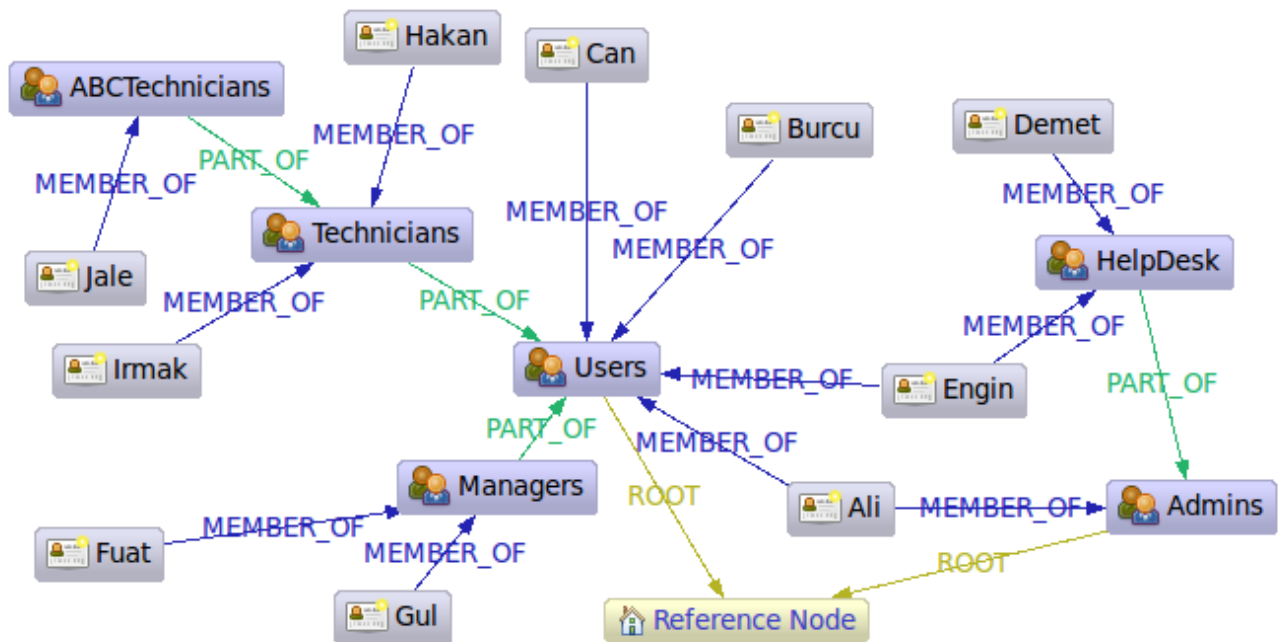 Hakan
Can
ABCTechnicians
Burcu
Demet
MEMBER_OF
PART_OF
MEMBER_OF
MEMBER_OF
MEMBER_OF
MEMBER_OF
Technicians
MEMBER_OF
HelpDesk
Jale
MEMBER_OF
PART_OF
MEMBER_OF
Irmak
Users
MEMBER_OF
Engin
PART_OF
PART_OF
MEMBER_OF
Managers
ROOT
Ali
MEMBER_OF
Admins
Fuat
MEMBER_OF
MEMBER_OF
ROOT
Gul
Reference Node